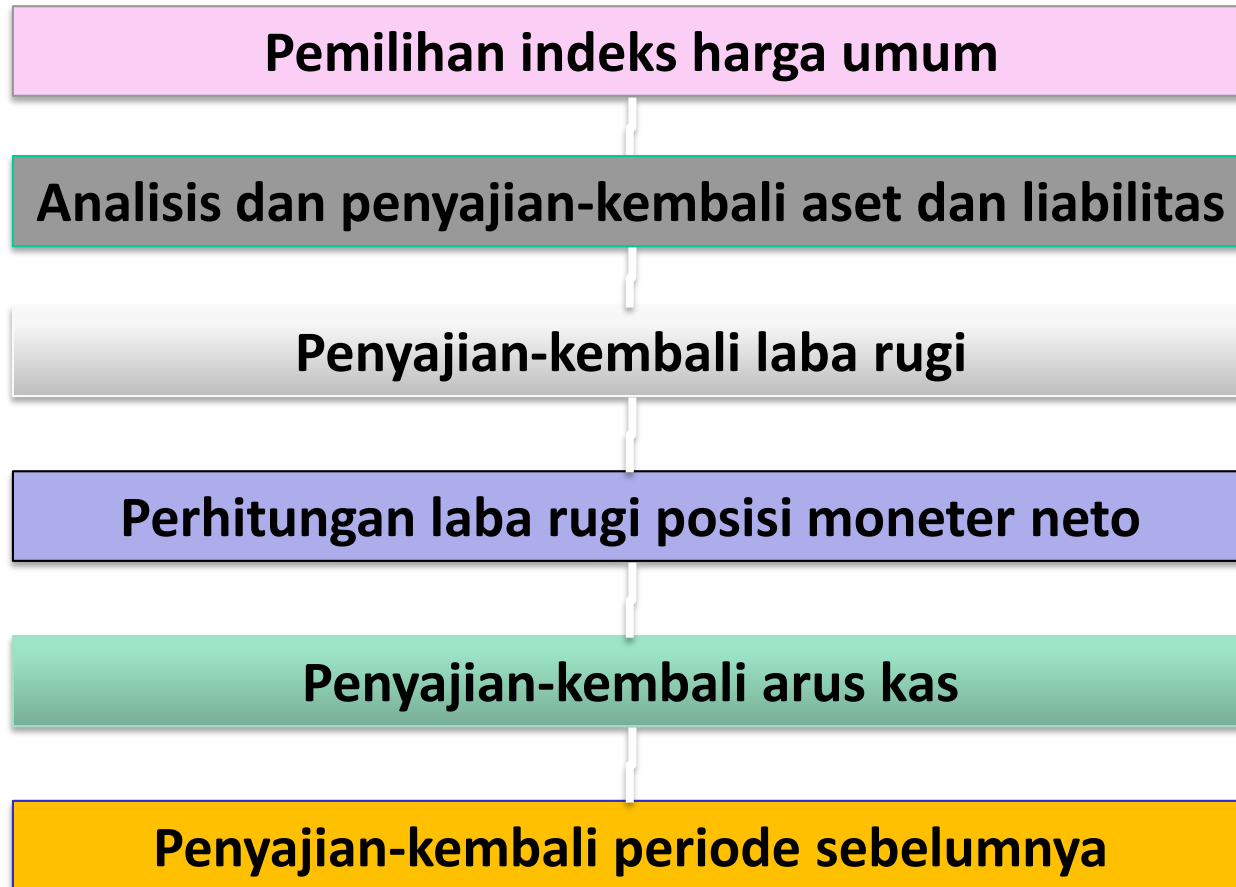 Pemilihan indeks harga umum
Analisis dan penyajian-kembali aset dan liabilitas
Penyajian-kembali laba rugi
Perhitungan laba rugi posisi moneter neto
Penyajian-kembali arus kas
Penyajian-kembali periode sebelumnya